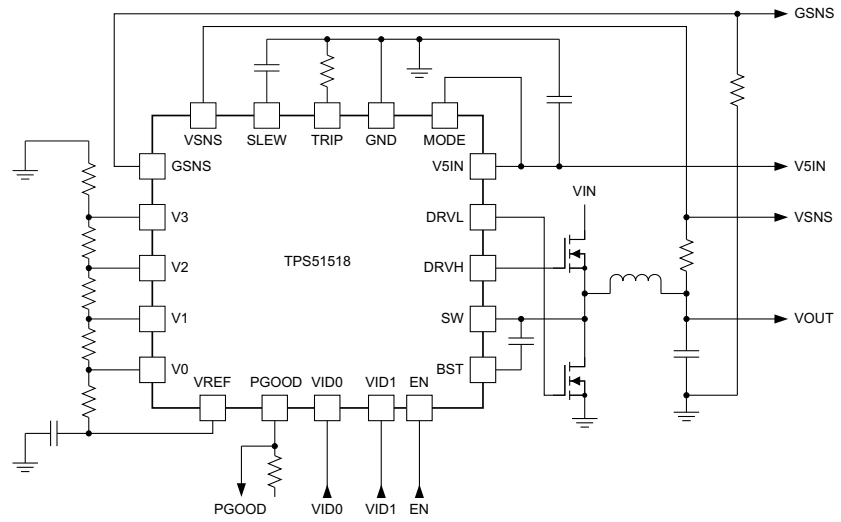 GSNS
VSNS
SLEW
TRIP
GND
MODE
GSNS
V5IN
V5IN
VIN
V3
DRVL
VSNS
V2
TPS51518
DRVH
V1
SW
VOUT
V0
BST
VREF
PGOOD
VID0
VID1
EN
PGOOD
VID0
VID1
EN